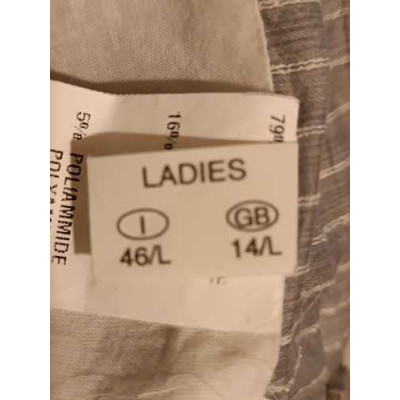 LADIES
I GB
46/L 14/L
79%
16%
5% POLIAMMIDE